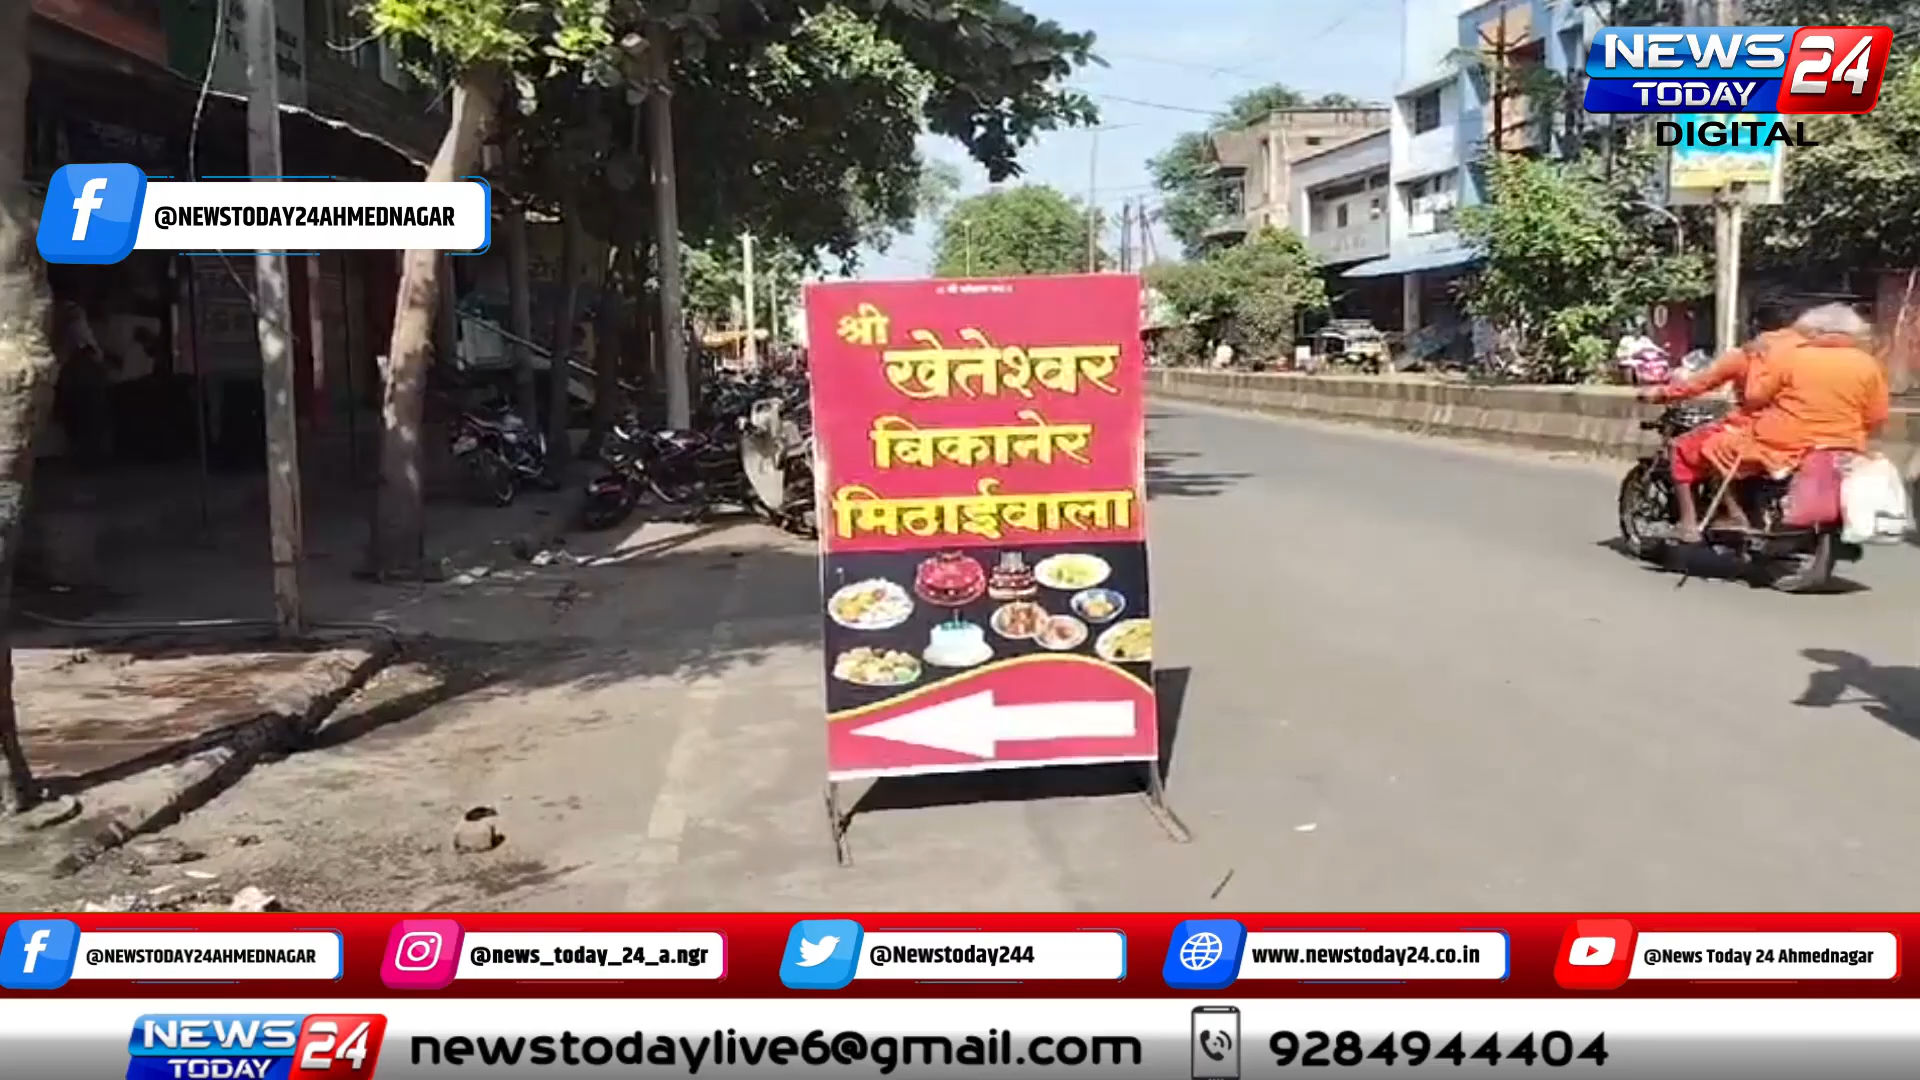 NEWS 24
TODAY
DIGITAL
@NEWSTODAY24AHMEDNAGAR
श्री
खेतेश्वर
बिकानेर
मिठाईवाला
@NEWSTODAY24AHMEDNAGAR
@news_today_24_a.ngr
@Newstoday244
www.newstoday24.co.in
@News Today 24 Ahmednagar
NEWS 24
TODAY
newstodaylive6@gmail.com
9284944404